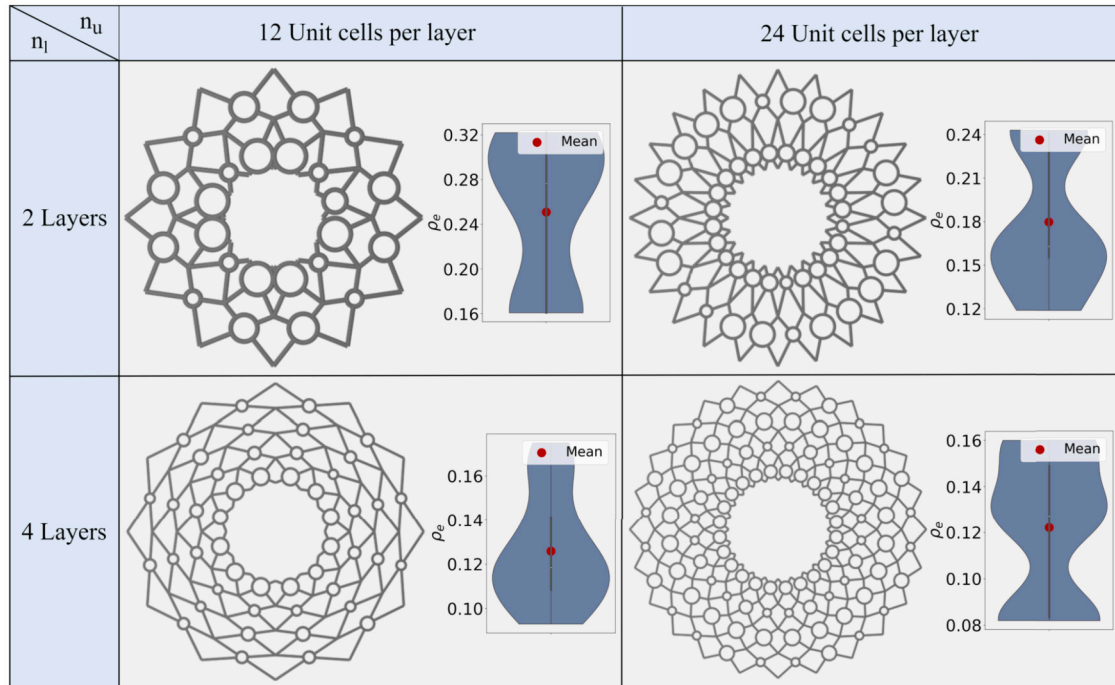 n_u
n_l
12 Unit cells per layer
24 Unit cells per layer
2 Layers
0.32
0.28
0.24
0.20
0.16
ρ_e
Mean
0.24
0.21
0.18
0.15
0.12
ρ_e
Mean
4 Layers
0.16
0.14
0.12
0.10
ρ_e
Mean
0.16
0.14
0.12
0.10
0.08
ρ_e
Mean